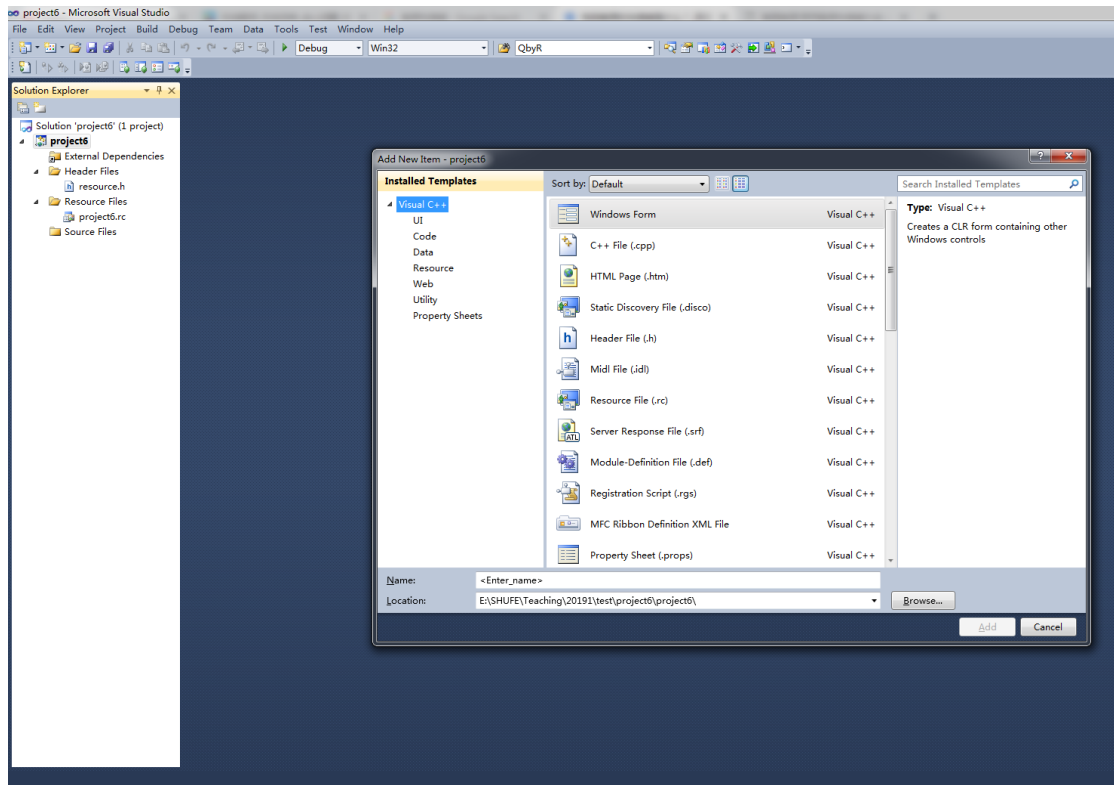 project6 - Microsoft Visual Studio
File Edit View Project Build Debug Team Data Tools Test Window Help
Debug Win32 QbyR
Solution Explorer
Solution 'project6' (1 project)
project6
External Dependencies
Header Files
resource.h
Resource Files
project6.rc
Source Files
Add New Item - project6
Installed Templates
Sort by: Default
Search Installed Templates
Visual C++
UI
Code
Data
Resource
Web
Utility
Property Sheets
Windows Form Visual C++
C++ File (.cpp) Visual C++
HTML Page (.htm) Visual C++
Static Discovery File (.disco) Visual C++
Header File (.h) Visual C++
Midl File (.idl) Visual C++
Resource File (.rc) Visual C++
Server Response File (.srf) Visual C++
Module-Definition File (.def) Visual C++
Registration Script (.rgs) Visual C++
MFC Ribbon Definition XML File Visual C++
Property Sheet (.props) Visual C++
Type: Visual C++
Creates a CLR form containing other
Windows controls
Name: <Enter_name>
Location: E:\SHUFE\Teaching\20191\test\project6\project6\
Browse...
Add Cancel